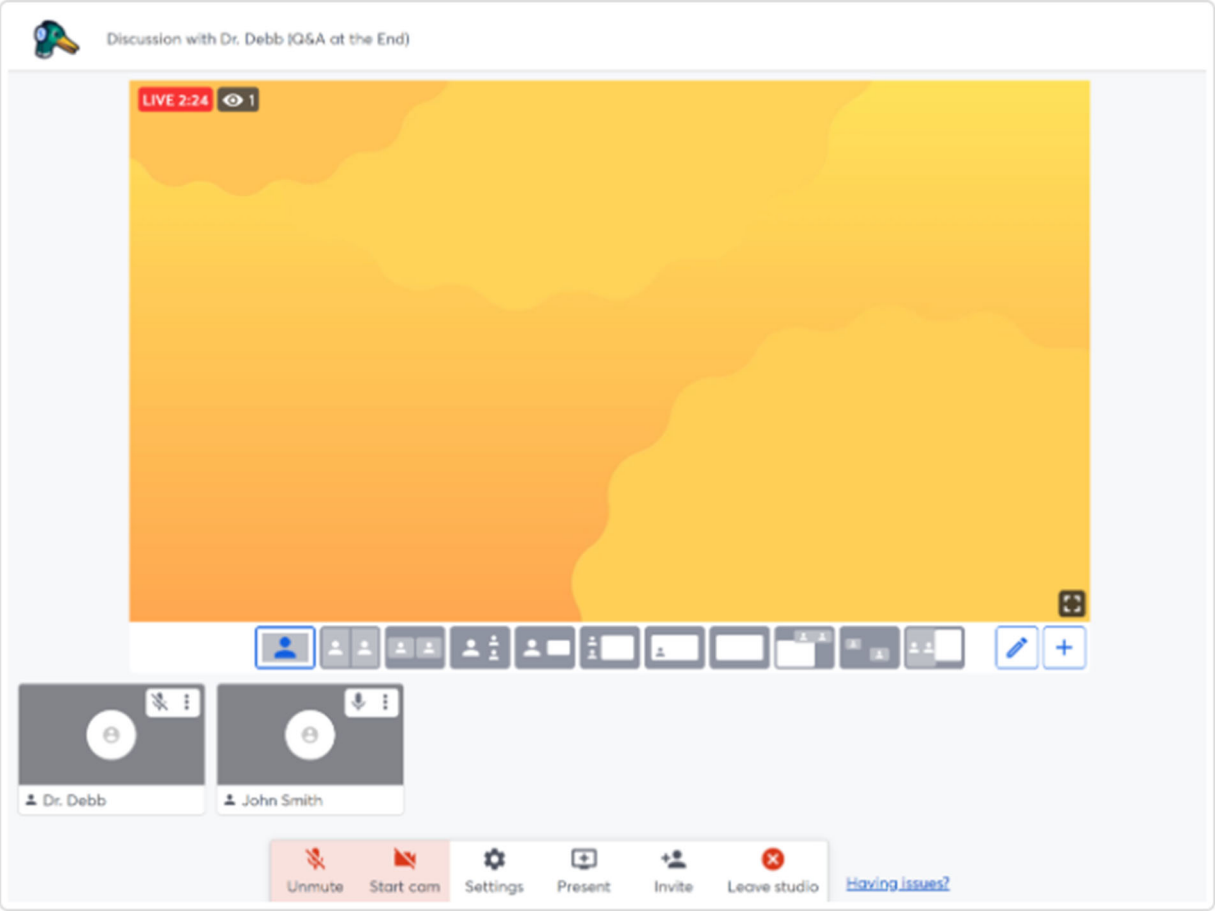 Discussion with Dr. Debb (Q&A at the End)
LIVE 2:24 1
Dr. Debb
John Smith
Unmute Start cam Settings Present Invite Leave studio
Having issues?